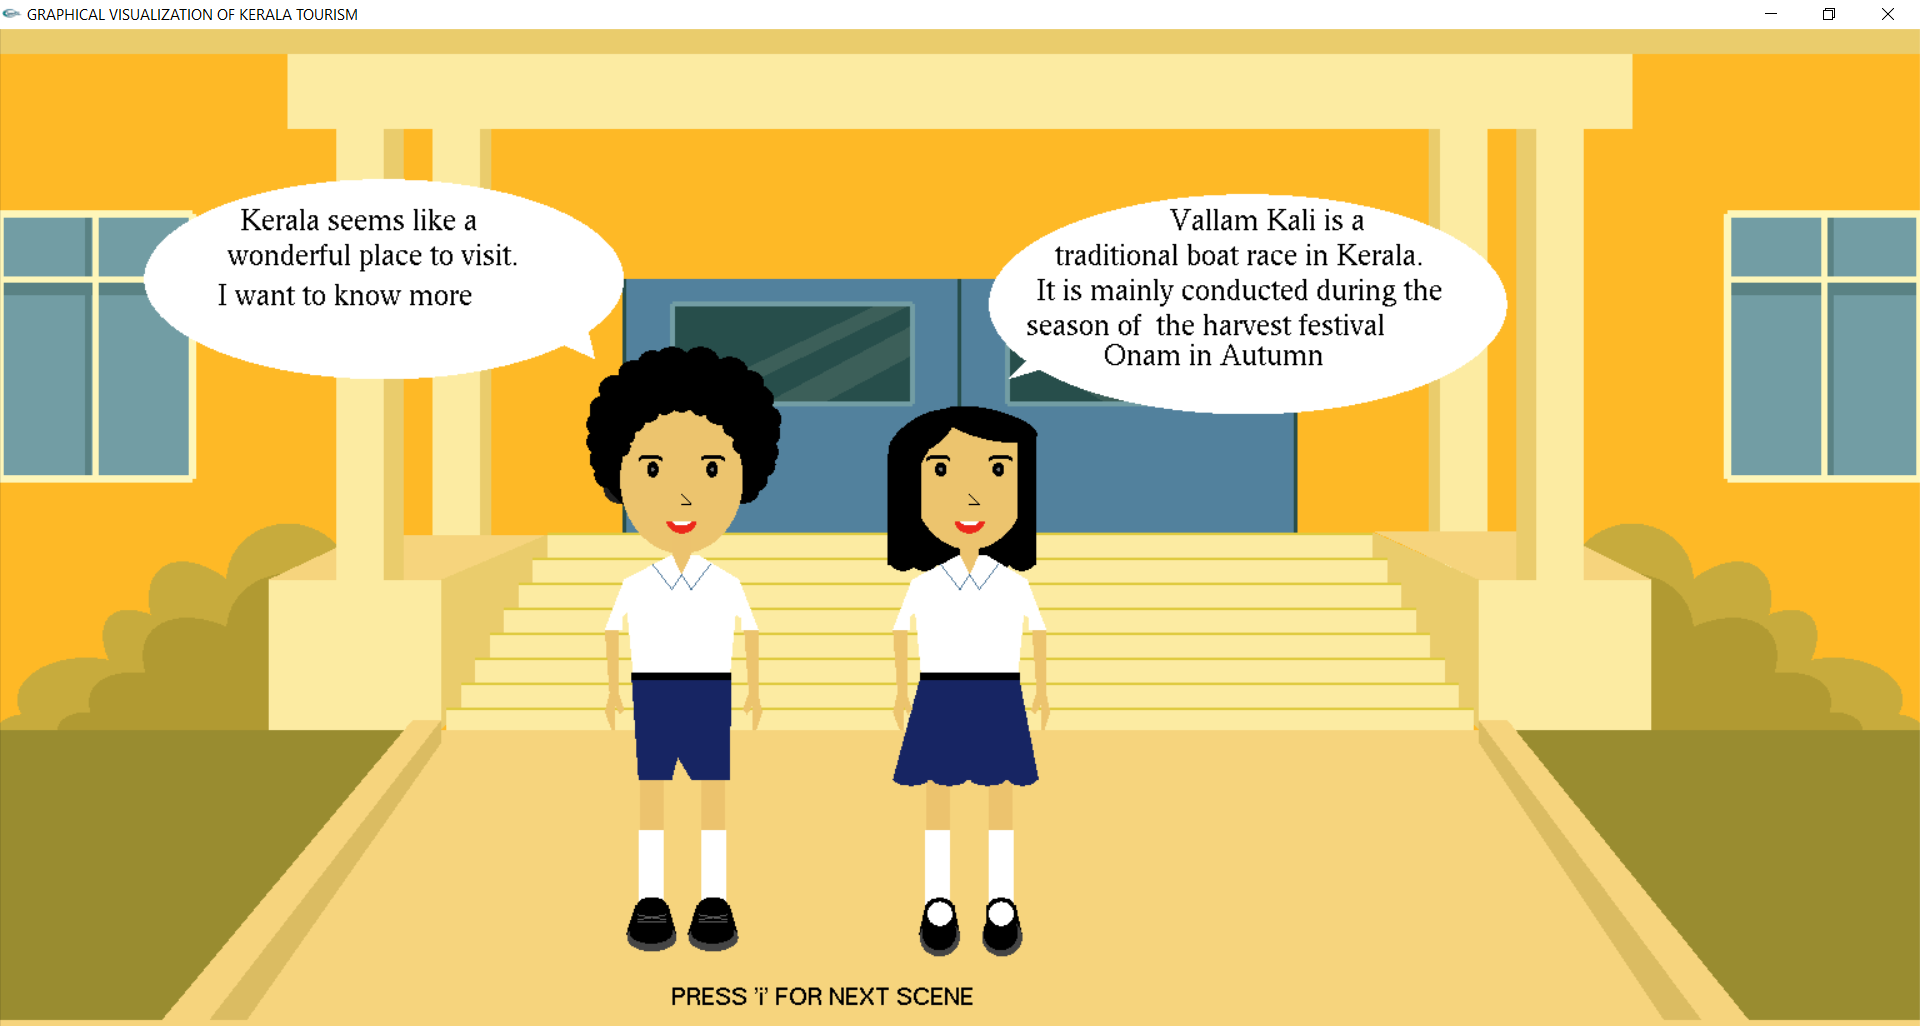 GRAPHICAL VISUALIZATION OF KERALA TOURISM
Kerala seems like a
wonderful place to visit.
I want to know more
Vallam Kali is a
traditional boat race in Kerala.
It is mainly conducted during the
season of  the harvest festival
Onam in Autumn
PRESS 'i' FOR NEXT SCENE